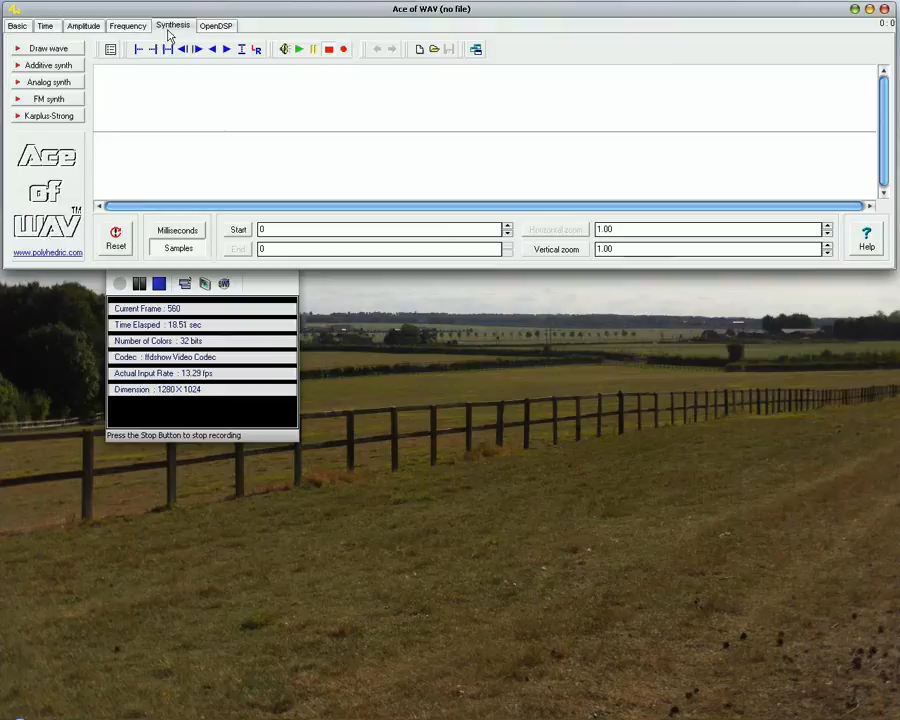 Ace of WAV (no file)
Basic Time Amplitude Frequency Synthesis OpenDSP
0 : 0
Draw wave
Additive synth
Analog synth
FM synth
Karplus-Strong
Ace
of
WAV™
www.polyhedric.com
Reset
Milliseconds
Samples
Start 0
End 0
Horizontal zoom 1.00
Vertical zoom 1.00
Help
Current Frame : 560
Time Elasped : 18.51 sec
Number of Colors : 32 bits
Codec : ffdshow Video Codec
Actual Input Rate : 13.29 fps
Dimension : 1280 X 1024
Press the Stop Button to stop recording